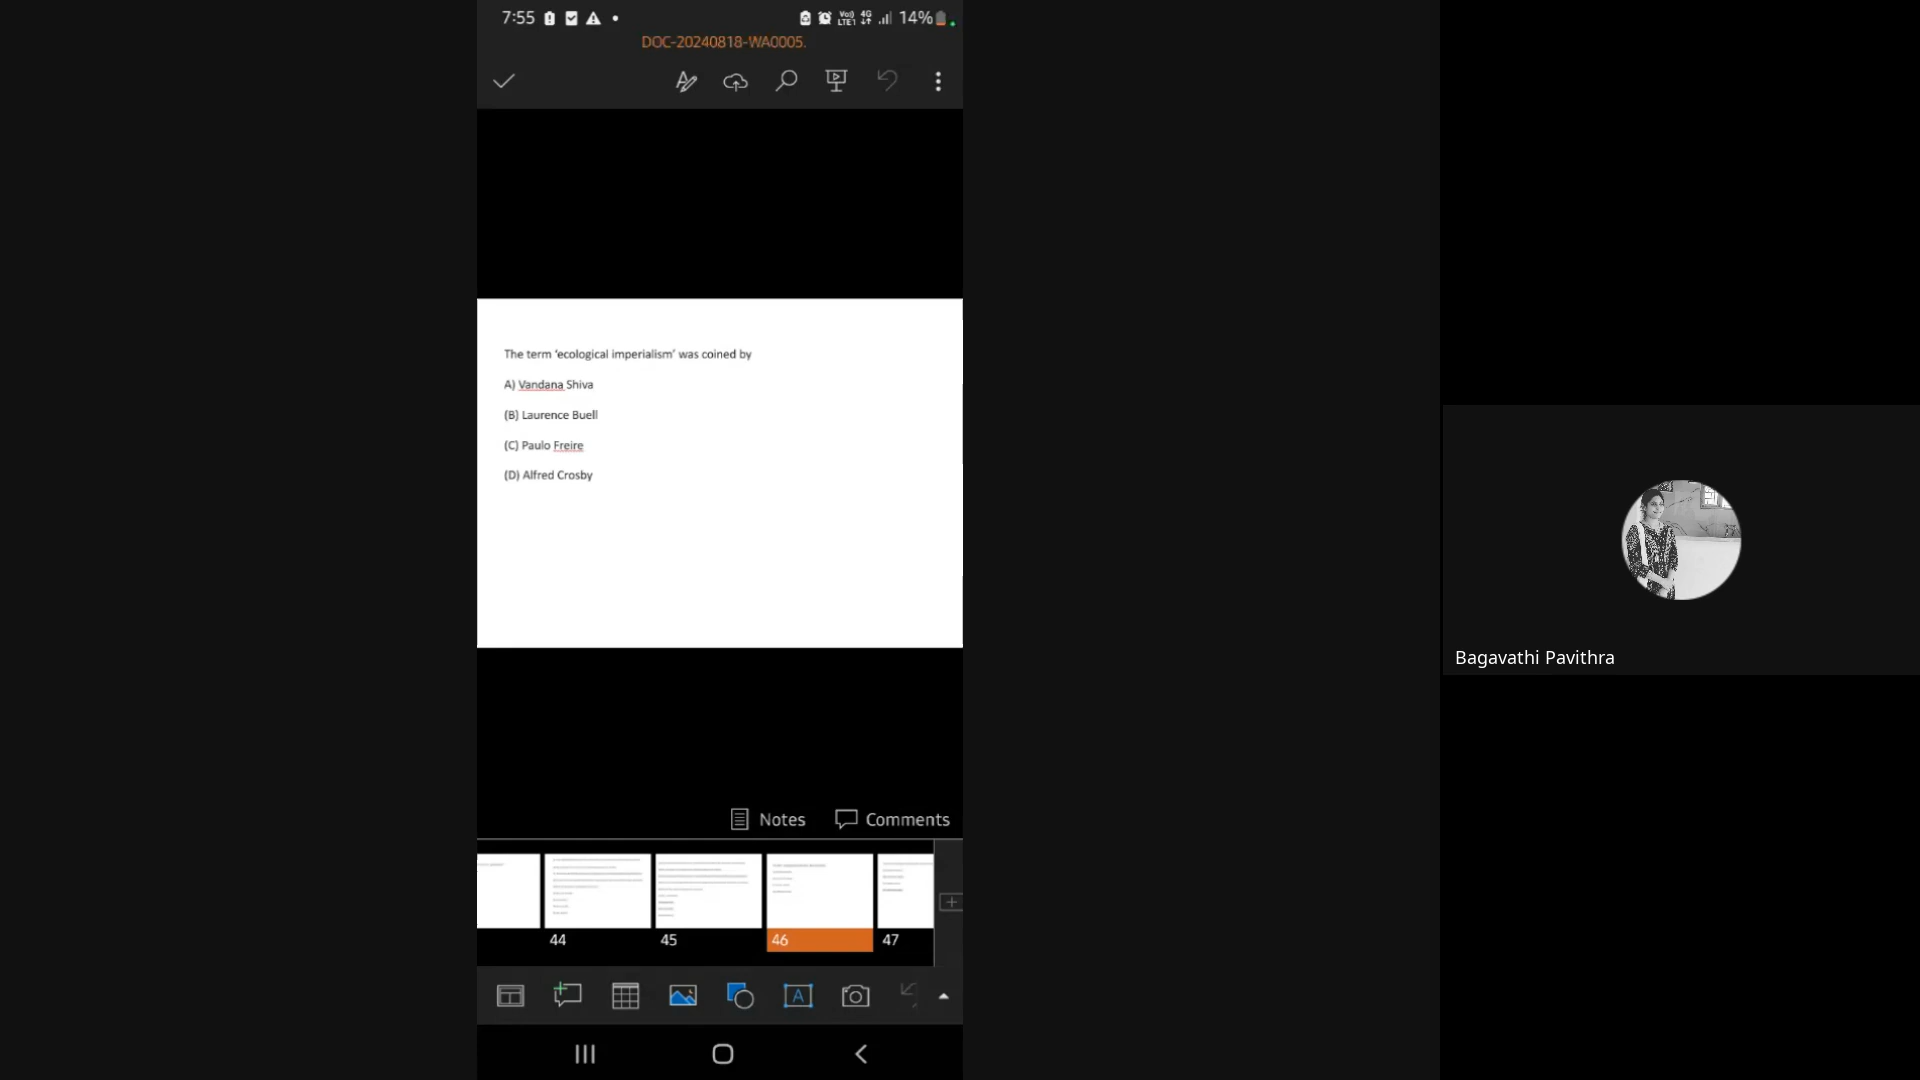 7:55
14%
DOC-20240818-WA0005.
The term ‘ecological imperialism’ was coined by
A) Vandana Shiva
(B) Laurence Buell
(C) Paulo Freire
(D) Alfred Crosby
Bagavathi Pavithra
Notes
Comments
44
45
46
47